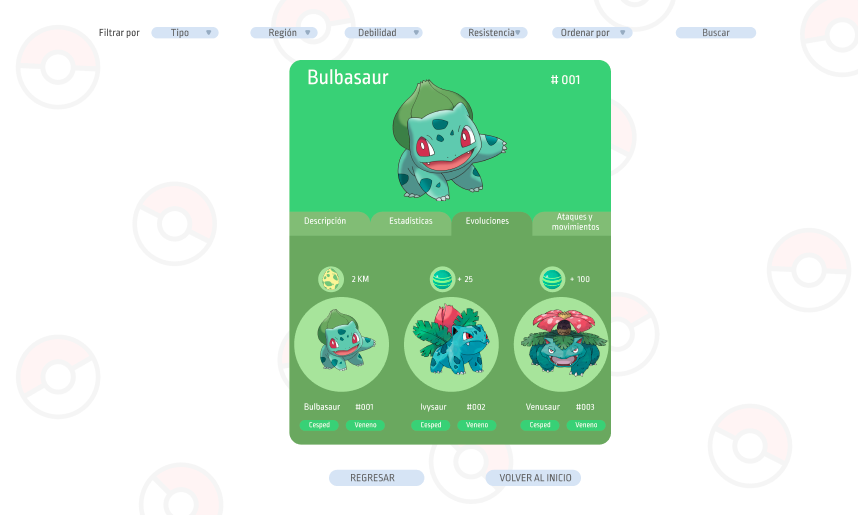 Filtrar por Tipo Región Debilidad Resistencia Ordenar por Buscar
Bulbasaur # 001
Descripción Estadísticas Evoluciones Ataques y
movimientos
2 KM + 25 + 100
Bulbasaur #001 Ivysaur #002 Venusaur #003
Cesped Veneno Cesped Veneno Cesped Veneno
REGRESAR VOLVER AL INICIO